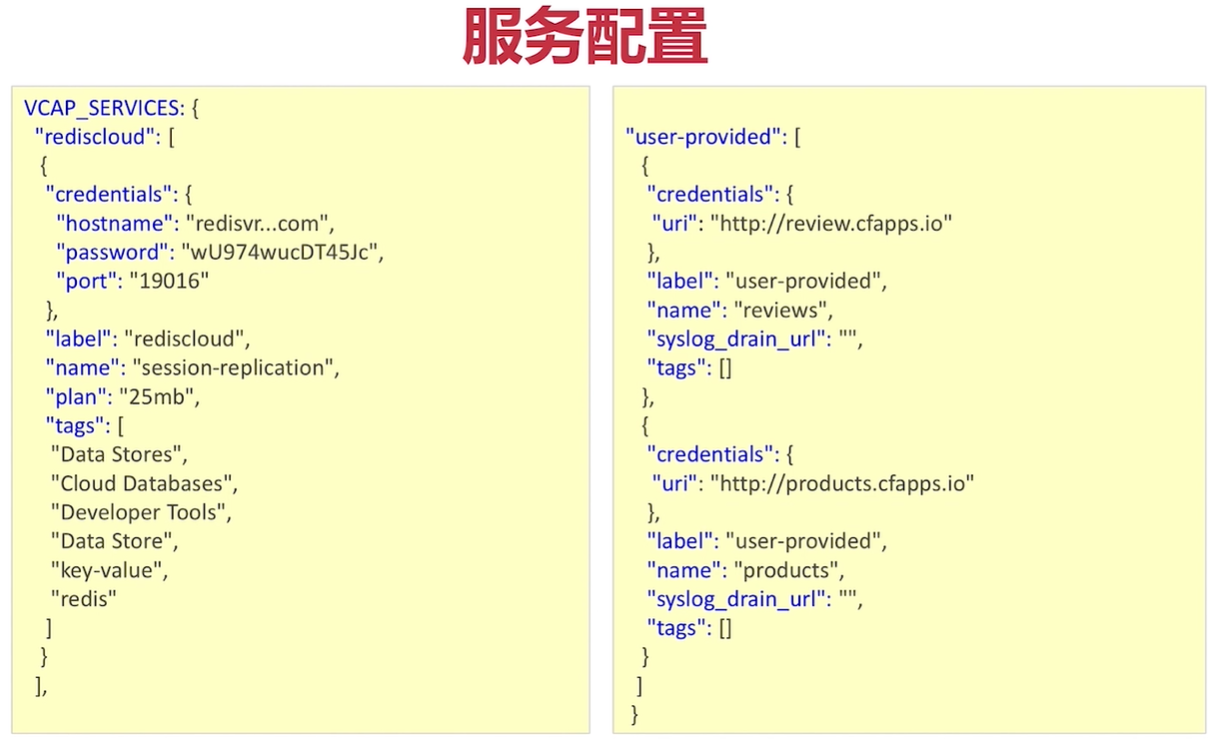 服务配置
VCAP_SERVICES: {
"rediscloud": [
{
"credentials": {
"hostname": "redisvr...com",
"password": "wU974wucDT45Jc",
"port": "19016"
},
"label": "rediscloud",
"name": "session-replication",
"plan": "25mb",
"tags": [
"Data Stores",
"Cloud Databases",
"Developer Tools",
"Data Store",
"key-value",
"redis"
]
}
],
"user-provided": [
{
"credentials": {
"uri": "http://review.cfapps.io"
},
"label": "user-provided",
"name": "reviews",
"syslog_drain_url": "",
"tags": []
},
{
"credentials": {
"uri": "http://products.cfapps.io"
},
"label": "user-provided",
"name": "products",
"syslog_drain_url": "",
"tags": []
}
]
}